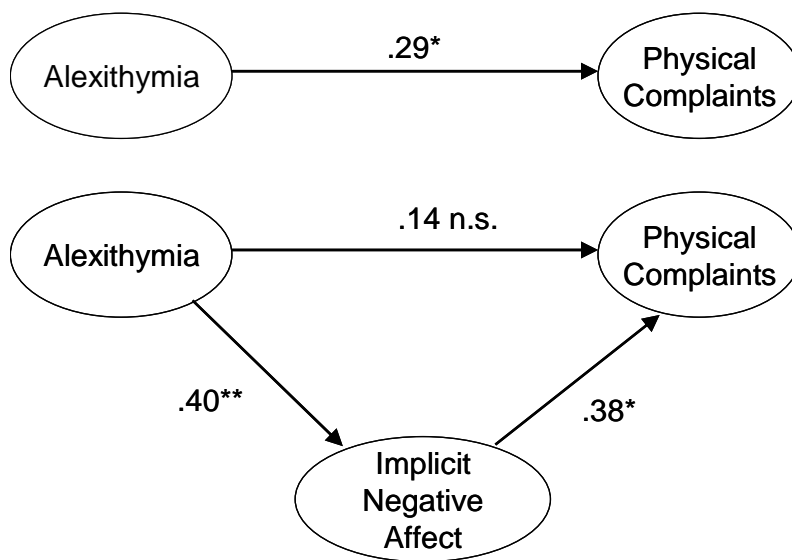 .29*
Alexithymia
Physical
Complaints
.14 n.s.
Alexithymia
Physical
Complaints
.40**
.38*
Implicit
Negative
Affect